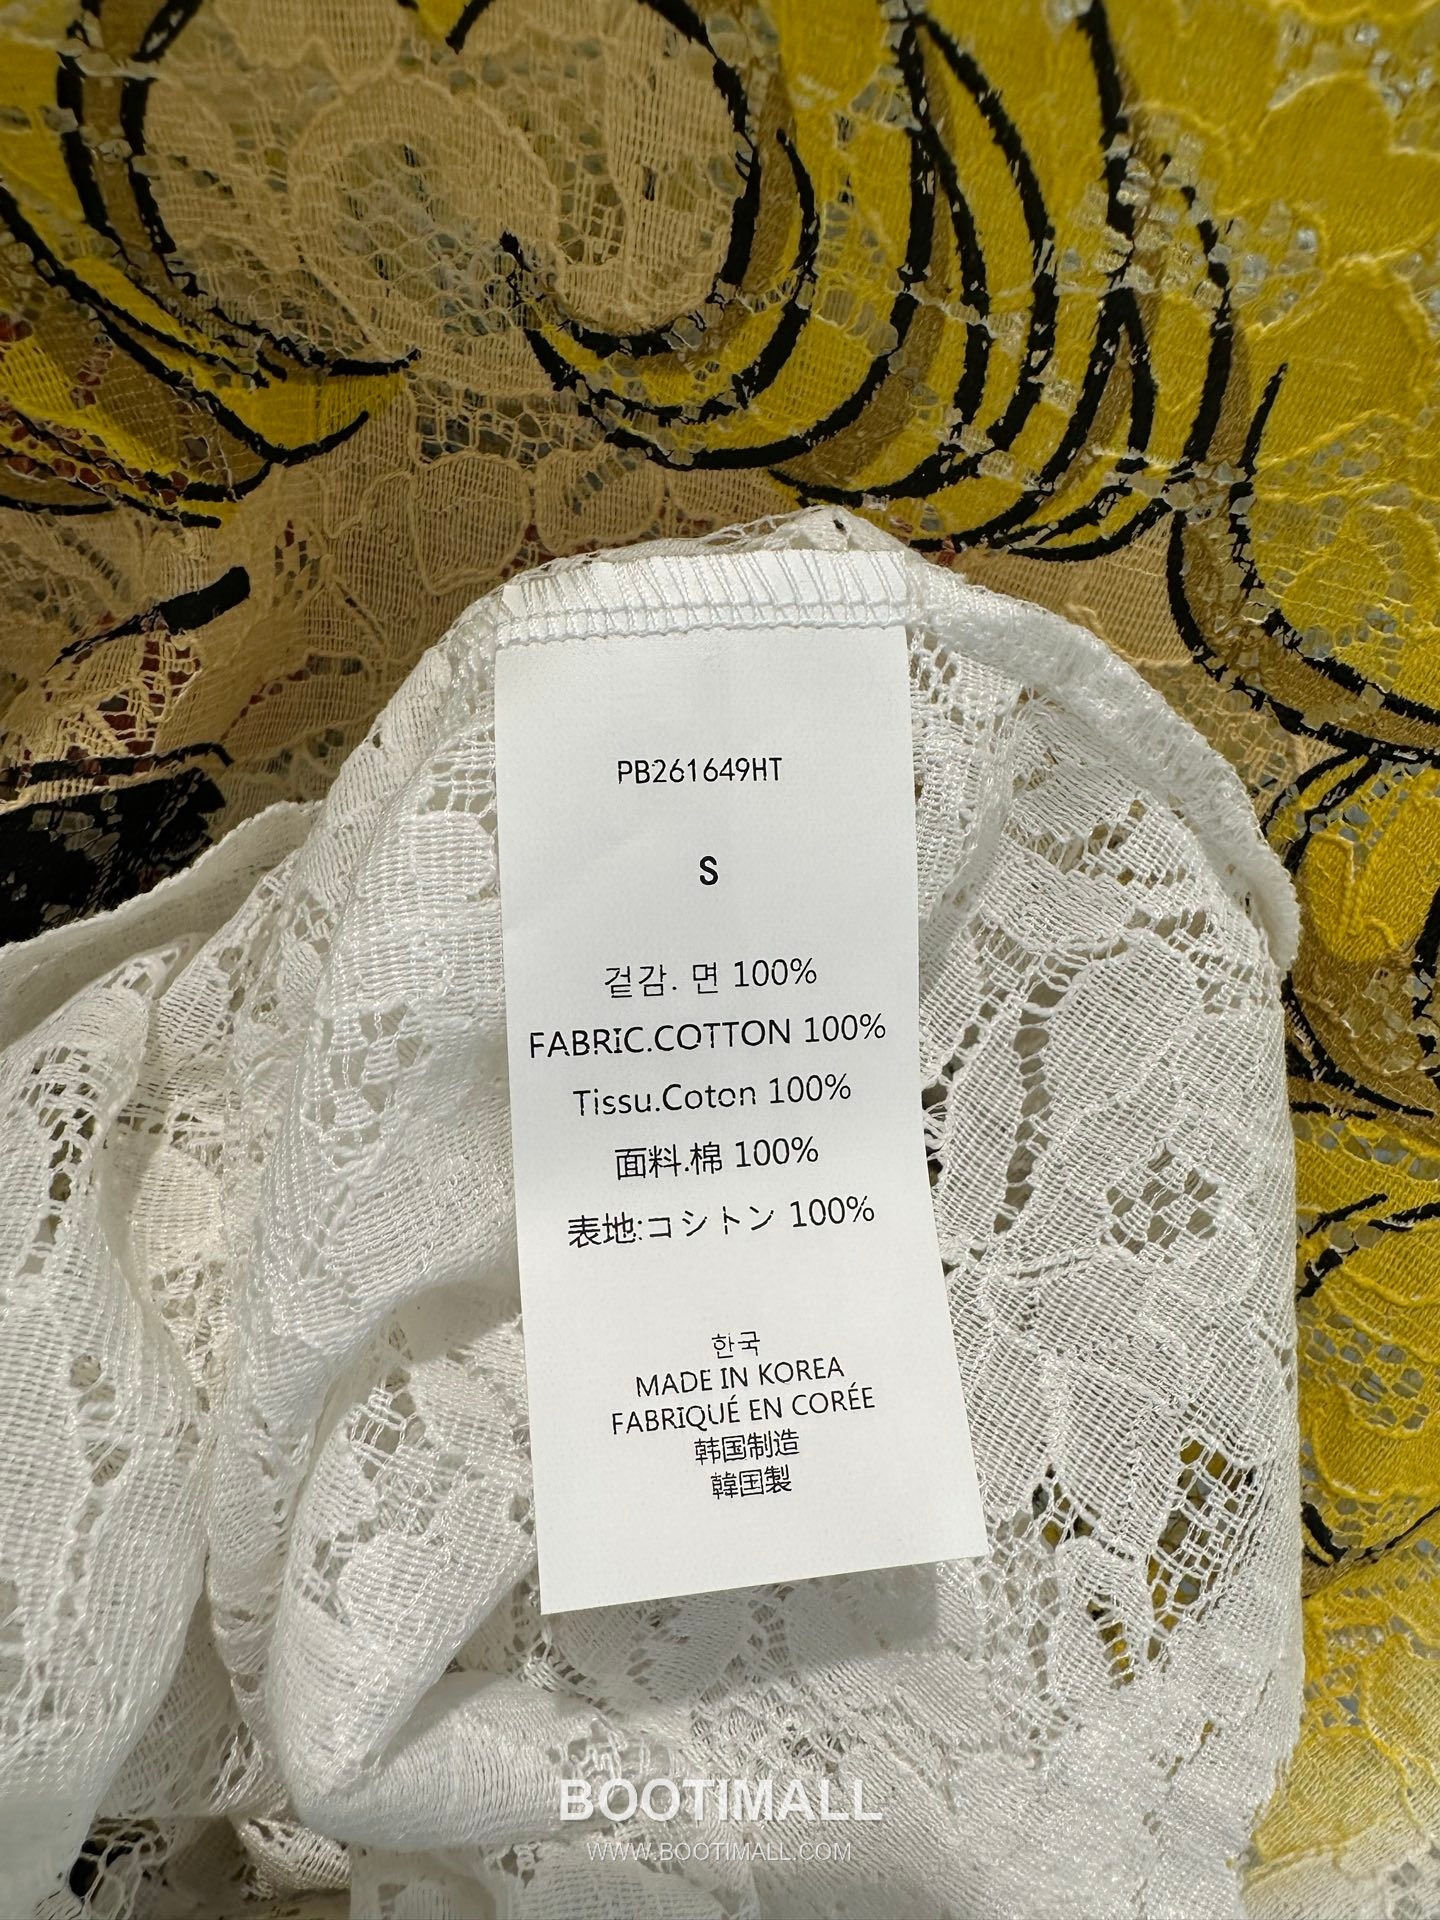 PB261649HT
S
겉감. 면 100%
FABRIC.COTTON 100%
Tissu.Coton 100%
面料.棉 100%
表地:コシトン 100%
한국
MADE IN KOREA
FABRIQUÉ EN CORÉE
韩国制造
韓国製
BOOTIMALL
WWW.BOOTIMALL.COM